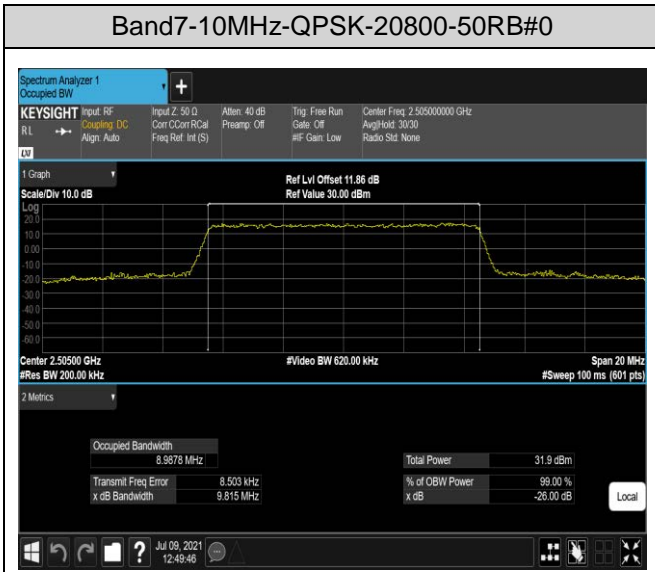 Band7-10MHz-QPSK-20800-50RB#0
Spectrum Analyzer 1
Occupied BW
+
KEYSIGHT Input: RF Input Z: 50 Ω Atten: 40 dB Trig: Free Run Center Freq: 2.505000000 GHz
RL Coupling: DC Corr CCorr RCal Preamp: Off Gate: Off Avg|Hold: 30/30
Align: Auto Freq Ref: Int (S) #IF Gain: Low Radio Std: None
LXI
1 Graph Ref Lvl Offset 11.86 dB
Scale/Div 10.0 dB Ref Value 30.00 dBm
Log
20.0
10.0
0.00
-10.0
-20.0
-30.0
-40.0
-50.0
-60.0
Center 2.50500 GHz #Video BW 620.00 kHz Span 20 MHz
#Res BW 200.00 kHz #Sweep 100 ms (601 pts)
2 Metrics
Occupied Bandwidth
8.9878 MHz Total Power 31.9 dBm
Transmit Freq Error 8.503 kHz % of OBW Power 99.00 %
x dB Bandwidth 9.815 MHz x dB -26.00 dB
Local
? Jul 09, 2021
12:49:46